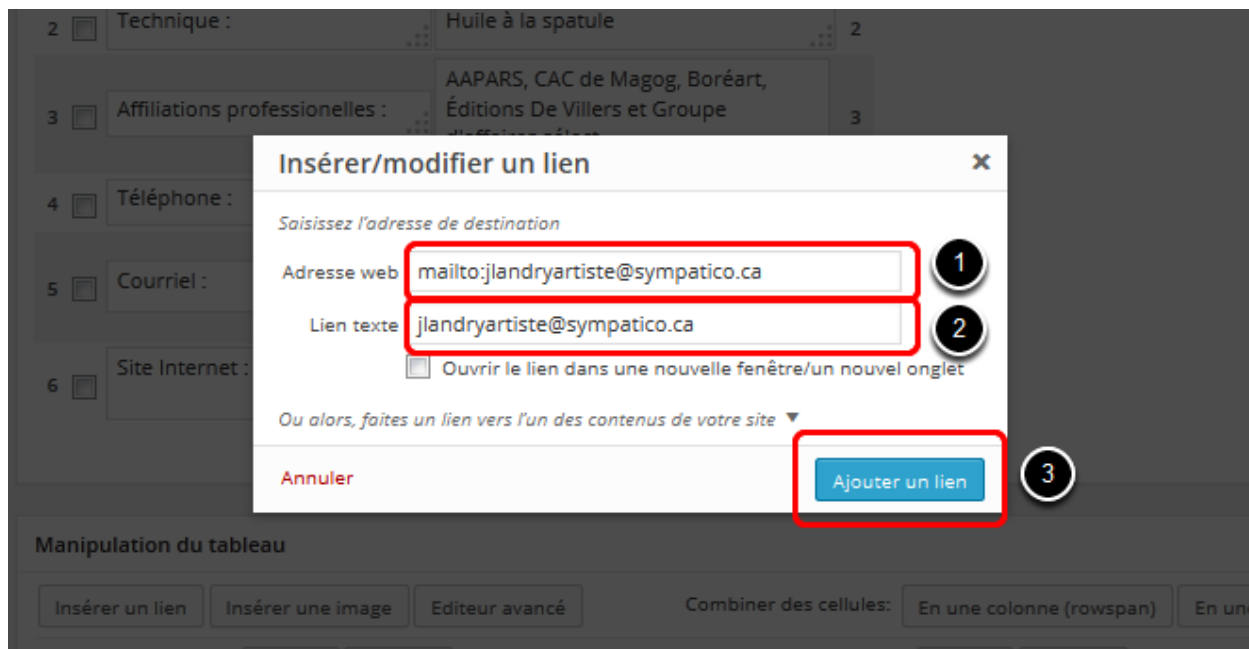 2 Technique : Huile à la spatule 2
AAPARS, CAC de Magog, Boréart,
3 Affiliations professionelles : Éditions De Villers et Groupe 3
d'affaires sélect
Insérer/modifier un lien
4 Téléphone :
Saisissez l'adresse de destination
Adresse web mailto:jlandryartiste@sympatico.ca 1
5 Courriel :
Lien texte jlandryartiste@sympatico.ca 2
6 Site Internet :
Ouvrir le lien dans une nouvelle fenêtre/un nouvel onglet
Ou alors, faites un lien vers l'un des contenus de votre site
Annuler Ajouter un lien 3
Manipulation du tableau
Insérer un lien Insérer une image Editeur avancé Combiner des cellules: En une colonne (rowspan) En une